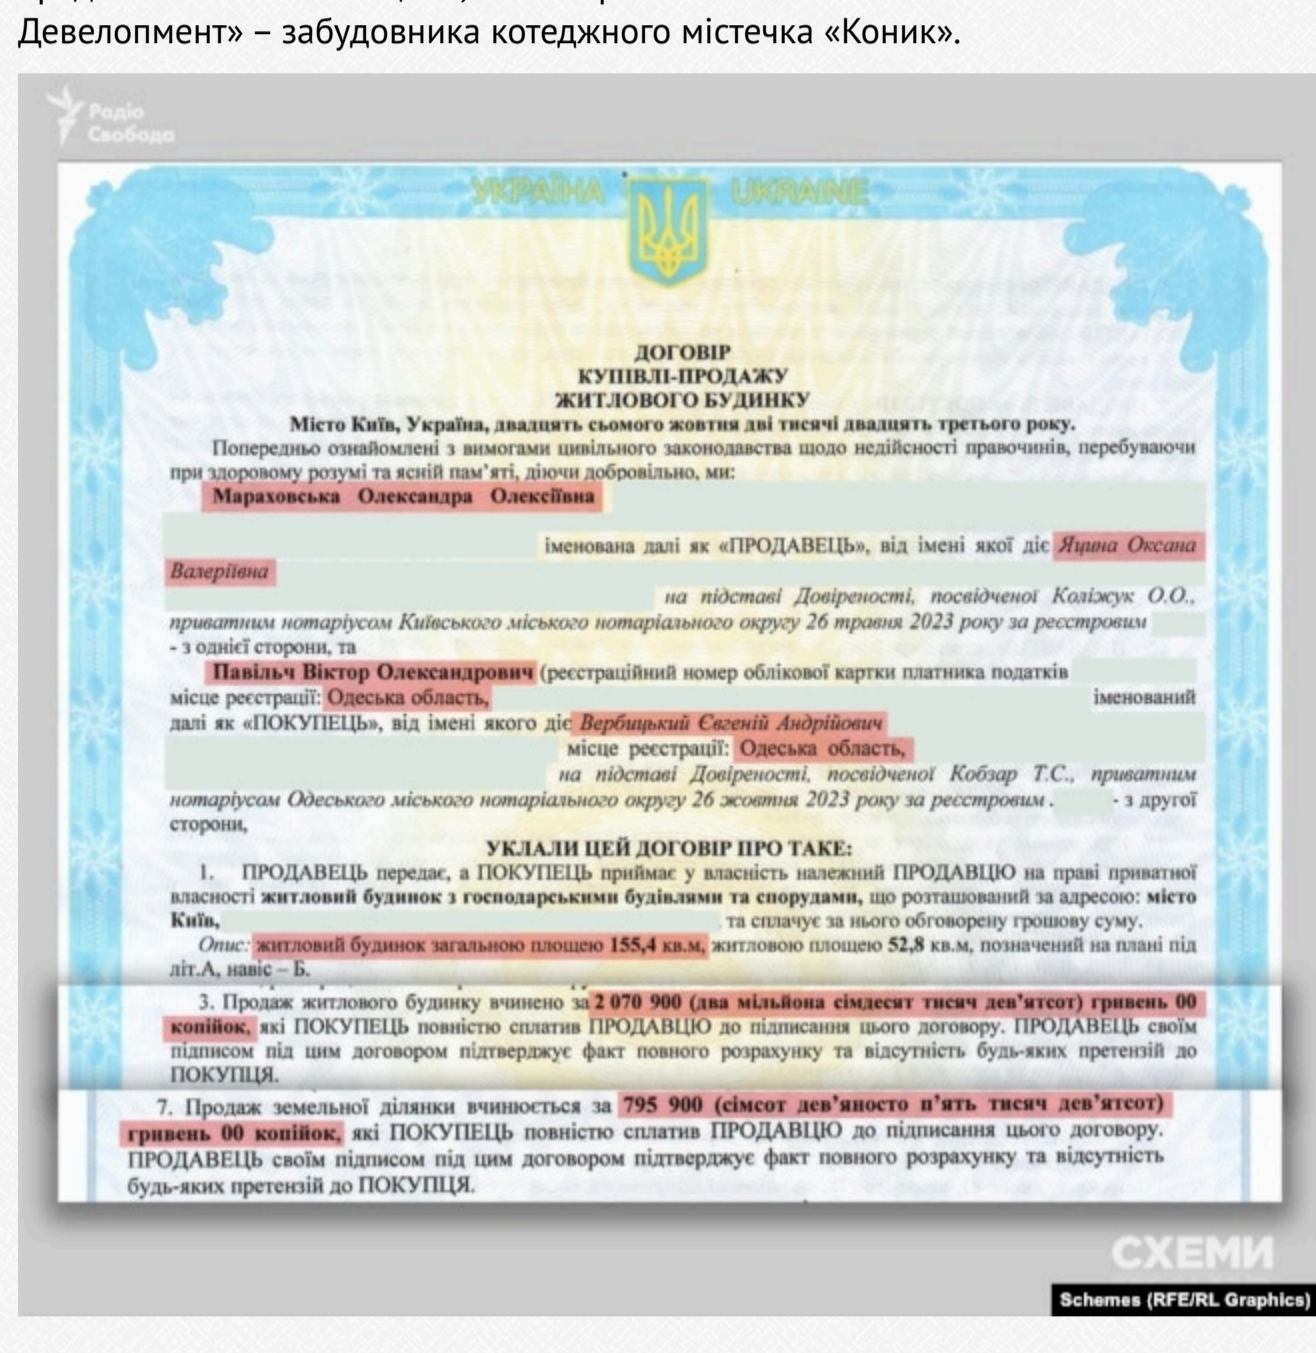 Девелопмент» – забудовника котеджного містечка «Коник».
Радіо
Свобода
УКРАЇНА UKRAINE
ДОГОВІР
КУПІВЛІ-ПРОДАЖУ
ЖИТЛОВОГО БУДИНКУ
Місто Київ, Україна, двадцять сьомого жовтня дві тисячі двадцять третього року.
Попередньо ознайомлені з вимогами цивільного законодавства щодо недійсності правочинів, перебуваючи
при здоровому розумі та ясній пам'яті, діючи добровільно, ми:
Мараховська Олександра Олексіївна
іменована далі як «ПРОДАВЕЦЬ», від імені якої діє Яцина Оксана
Валеріївна
на підставі Довіреності, посвідченої Коліжук О.О.,
приватним нотаріусом Київського міського нотаріального округу 26 травня 2023 року за реєстровим
- з однієї сторони, та
Павільч Віктор Олександрович (реєстраційний номер облікової картки платника податків
місце реєстрації: Одеська область, іменований
далі як «ПОКУПЕЦЬ», від імені якого діє Вербицький Євгеній Андрійович
місце реєстрації: Одеська область,
на підставі Довіреності, посвідченої Кобзар Т.С., приватним
нотаріусом Одеського міського нотаріального округу 26 жовтня 2023 року за реєстровим . - з другої
сторони,
УКЛАЛИ ЦЕЙ ДОГОВІР ПРО ТАКЕ:
1. ПРОДАВЕЦЬ передає, а ПОКУПЕЦЬ приймає у власність належний ПРОДАВЦЮ на праві приватної
власності житловий будинок з господарськими будівлями та спорудами, що розташований за адресою: місто
Київ, та сплачує за нього обговорену грошову суму.
Опис: житловий будинок загальною площею 155,4 кв.м, житловою площею 52,8 кв.м, позначений на плані під
літ.А, навіс – Б.
3. Продаж житлового будинку вчинено за 2 070 900 (два мільйона сімдесят тисяч дев'ятсот) гривень 00
копійок, які ПОКУПЕЦЬ повністю сплатив ПРОДАВЦЮ до підписання цього договору. ПРОДАВЕЦЬ своїм
підписом під цим договором підтверджує факт повного розрахунку та відсутність будь-яких претензій до
ПОКУПЦЯ.
7. Продаж земельної ділянки вчинюється за 795 900 (сімсот дев'яносто п'ять тисяч дев'ятсот)
гривень 00 копійок, які ПОКУПЕЦЬ повністю сплатив ПРОДАВЦЮ до підписання цього договору.
ПРОДАВЕЦЬ своїм підписом під цим договором підтверджує факт повного розрахунку та відсутність
будь-яких претензій до ПОКУПЦЯ.
СХЕМИ
Schemes (RFE/RL Graphics)